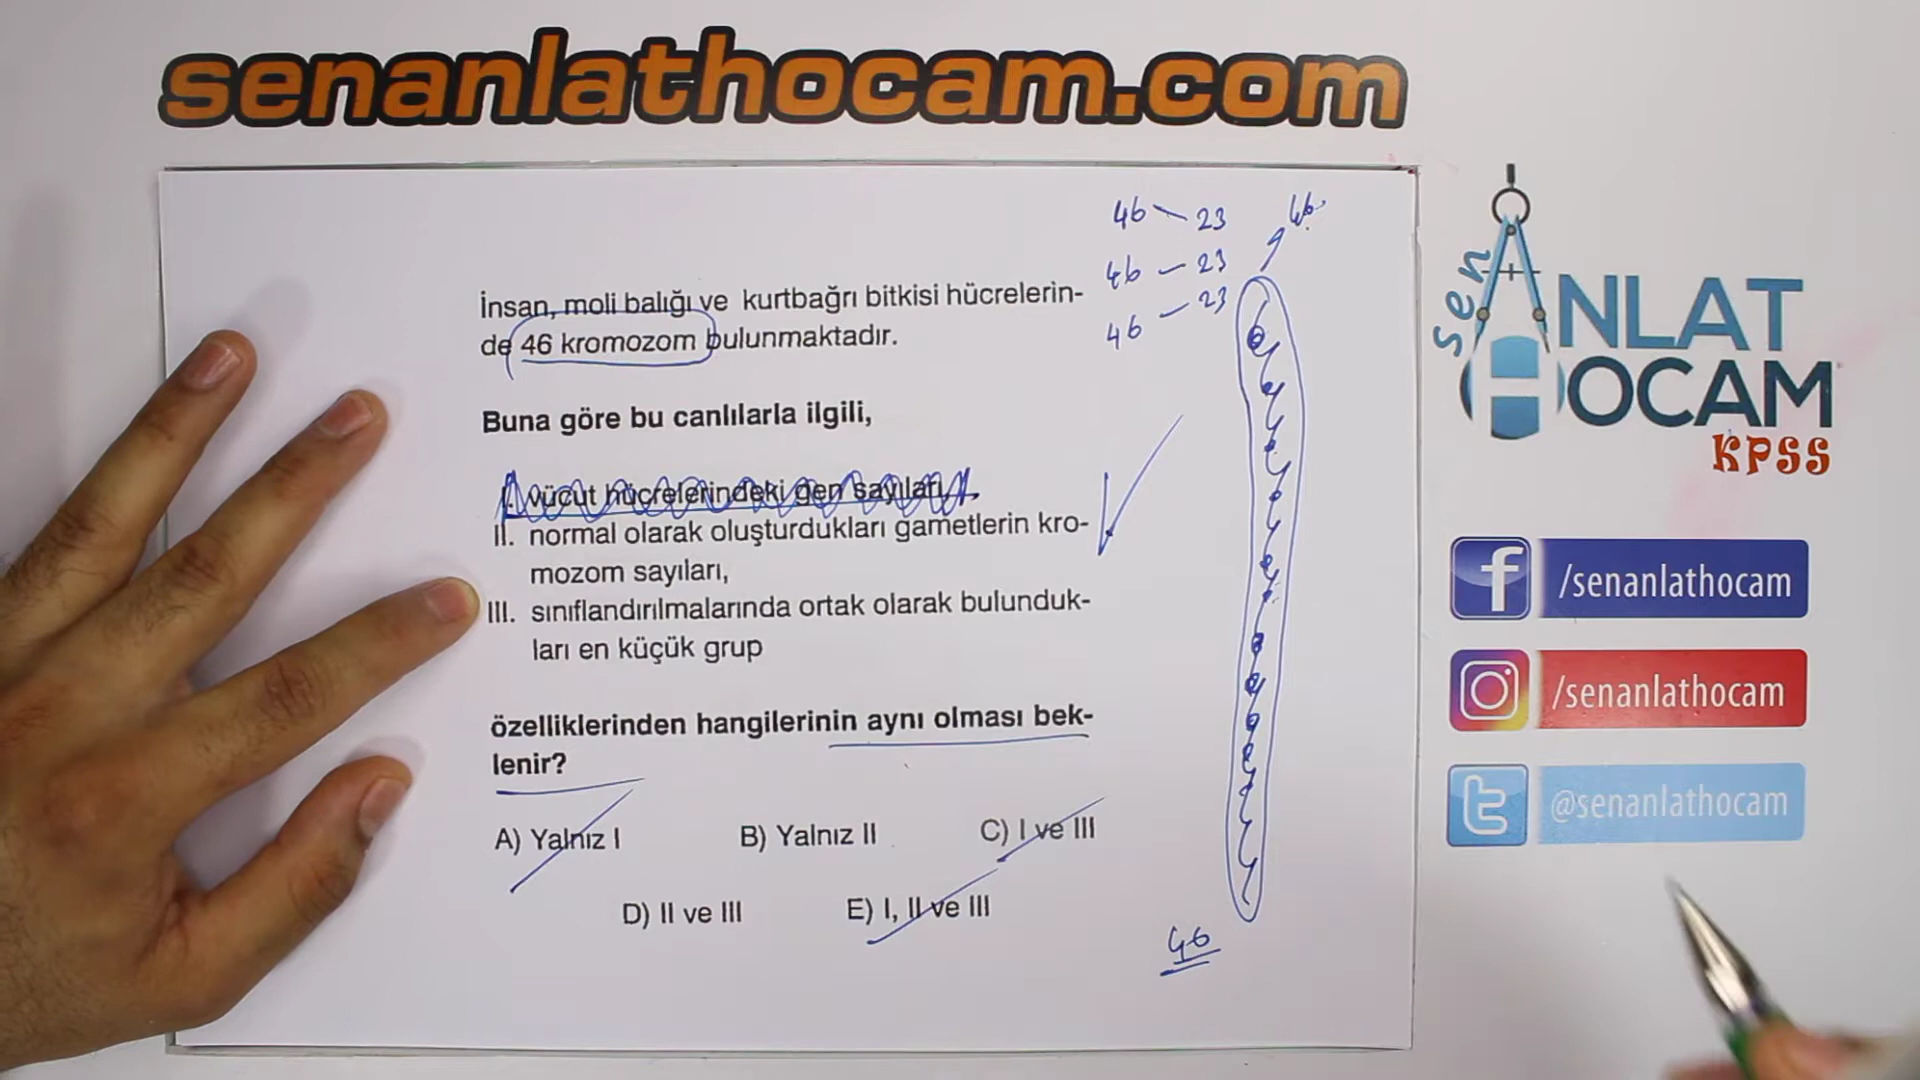 senanlathocam.com
46 23
46 23
46 23
46
İnsan, moli balığı ve kurtbağrı bitkisi hücrelerin-
de 46 kromozom bulunmaktadır.
Buna göre bu canlılarla ilgili,
I. vücut hücrelerindeki gen sayıları,
II. normal olarak oluşturdukları gametlerin kro-
mozom sayıları,
III. sınıflandırılmalarında ortak olarak bulunduk-
ları en küçük grup
özelliklerinden hangilerinin aynı olması bek-
lenir?
A) Yalnız I B) Yalnız II C) I ve III
D) II ve III E) I, II ve III
46
sen
ANLAT
HOCAM
KPSS
f /senanlathocam
/senanlathocam
t @senanlathocam